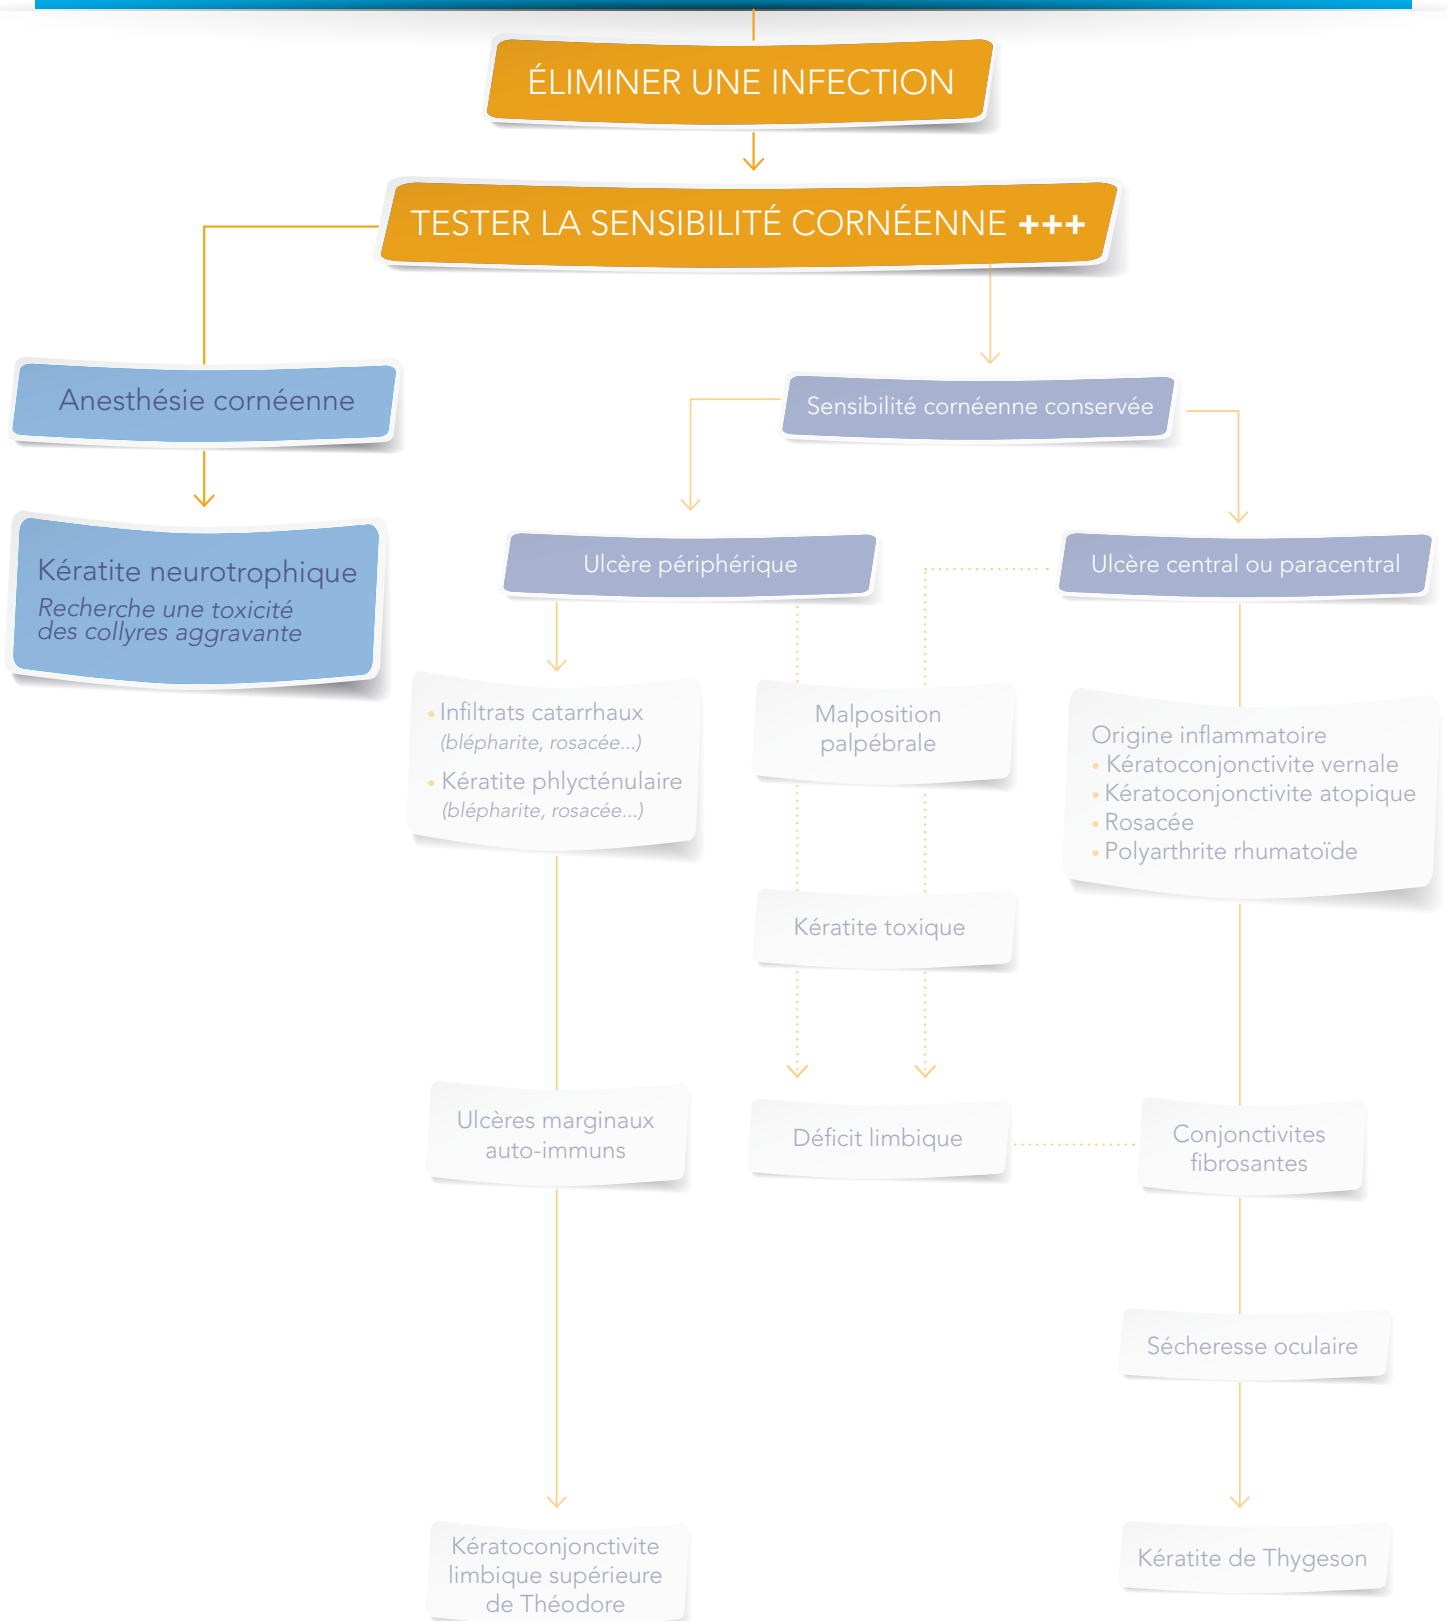 ÉLIMINER UNE INFECTION
TESTER LA SENSIBILITÉ CORNÉENNE +++
Anesthésie cornéenne
Sensibilité cornéenne conservée
Kératite neurotrophique
Recherche une toxicité
des collyres aggravante
Ulcère périphérique
Ulcère central ou paracentral
• Infiltrats catarrhaux
(blépharite, rosacée...)
• Kératite phlycténulaire
(blépharite, rosacée...)
Malposition
palpébrale
Origine inflammatoire
• Kératoconjonctivite vernale
• Kératoconjonctivite atopique
• Rosacée
• Polyarthrite rhumatoïde
Kératite toxique
Ulcères marginaux
auto-immuns
Déficit limbique
Conjonctivites
fibrosantes
Sécheresse oculaire
Kératoconjonctivite
limbique supérieure
de Théodore
Kératite de Thygeson